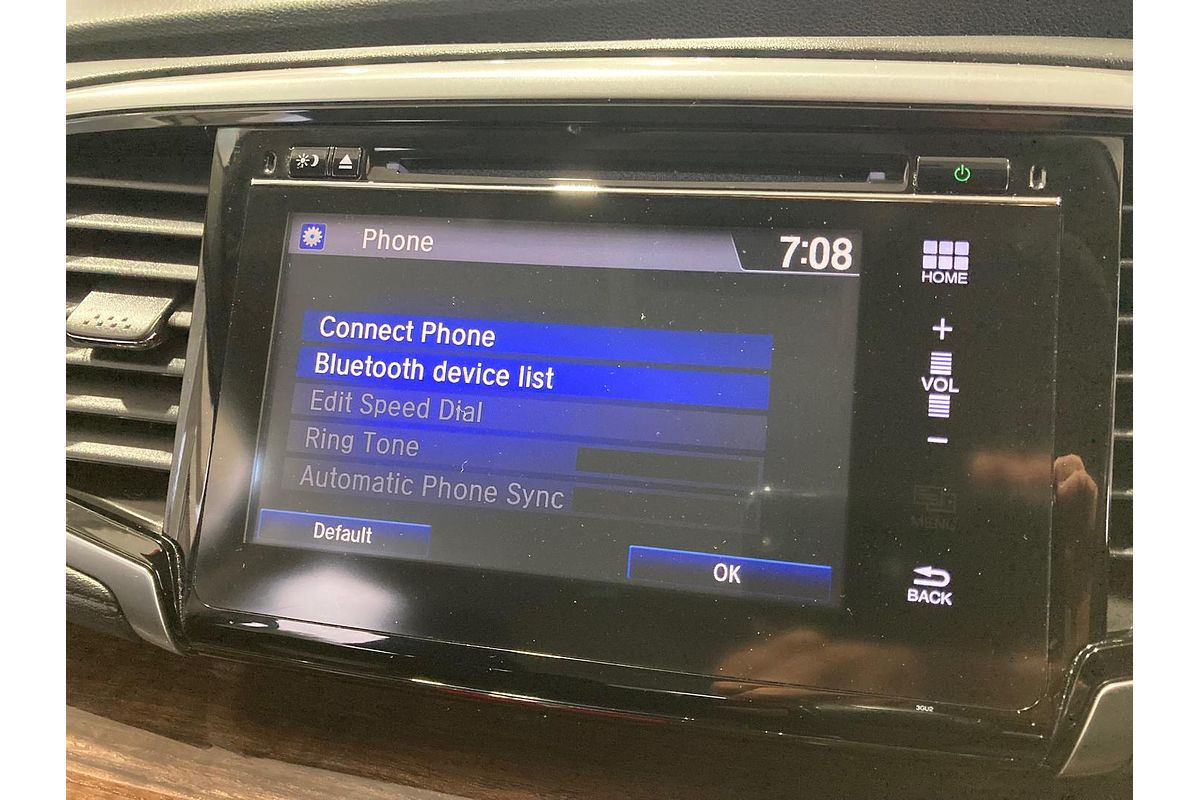 Phone
7:08
HOME
Connect Phone
Bluetooth device list
Edit Speed Dial
Ring Tone
Automatic Phone Sync
Default
OK
+
VOL
-
MENU
BACK
3GU2